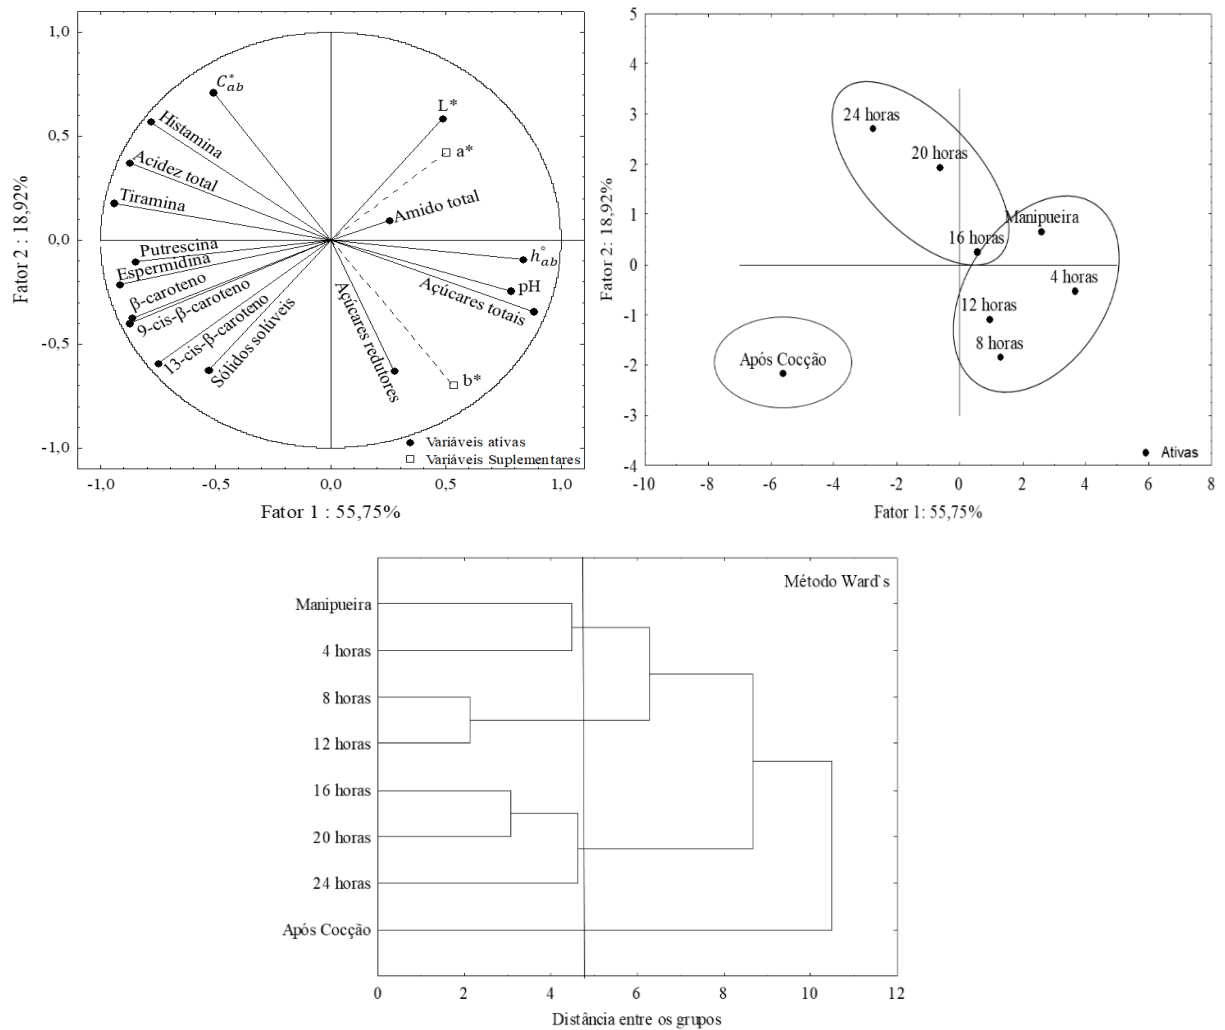 1,0
0,5
0,0
-0,5
-1,0
Fator 2 : 18,92%
C*ab
Histamina
Acidez total
Tiramina
Putrescina
Espermidina
β-caroteno
9-cis-β-caroteno
13-cis-β-caroteno
Sólidos solúveis
L*
a*
Amido total
h°ab
pH
Açúcares totais
Açúcares redutores
b*
Variáveis ativas
Variáveis Suplementares
-1,0 -0,5 0,0 0,5 1,0
Fator 1 : 55,75%
5
4
3
2
1
0
-1
-2
-3
-4
Fator 2: 18,92%
24 horas
20 horas
Manipueira
16 horas
4 horas
12 horas
8 horas
Após Cocção
Ativas
-10 -8 -6 -4 -2 0 2 4 6 8
Fator 1: 55,75%
Método Ward`s
Manipueira
4 horas
8 horas
12 horas
16 horas
20 horas
24 horas
Após Cocção
0 2 4 6 8 10 12
Distância entre os grupos